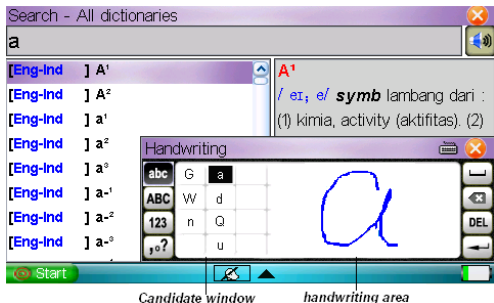 Search - All dictionaries
a
[Eng-Ind ] A¹
[Eng-Ind ] A²
[Eng-Ind ] a¹
[Eng-Ind ] a²
[Eng-Ind ] a³
[Eng-Ind ] a-¹
[Eng-Ind ] a-²
[Eng-Ind ] a-³
A¹
/ eɪ; e/ symb lambang dari :
(1) kimia, activity (aktifitas). (2)
Handwriting
abc G a
ABC W d
123 n Q DEL
,o? u
a
Start
Candidate window handwriting area